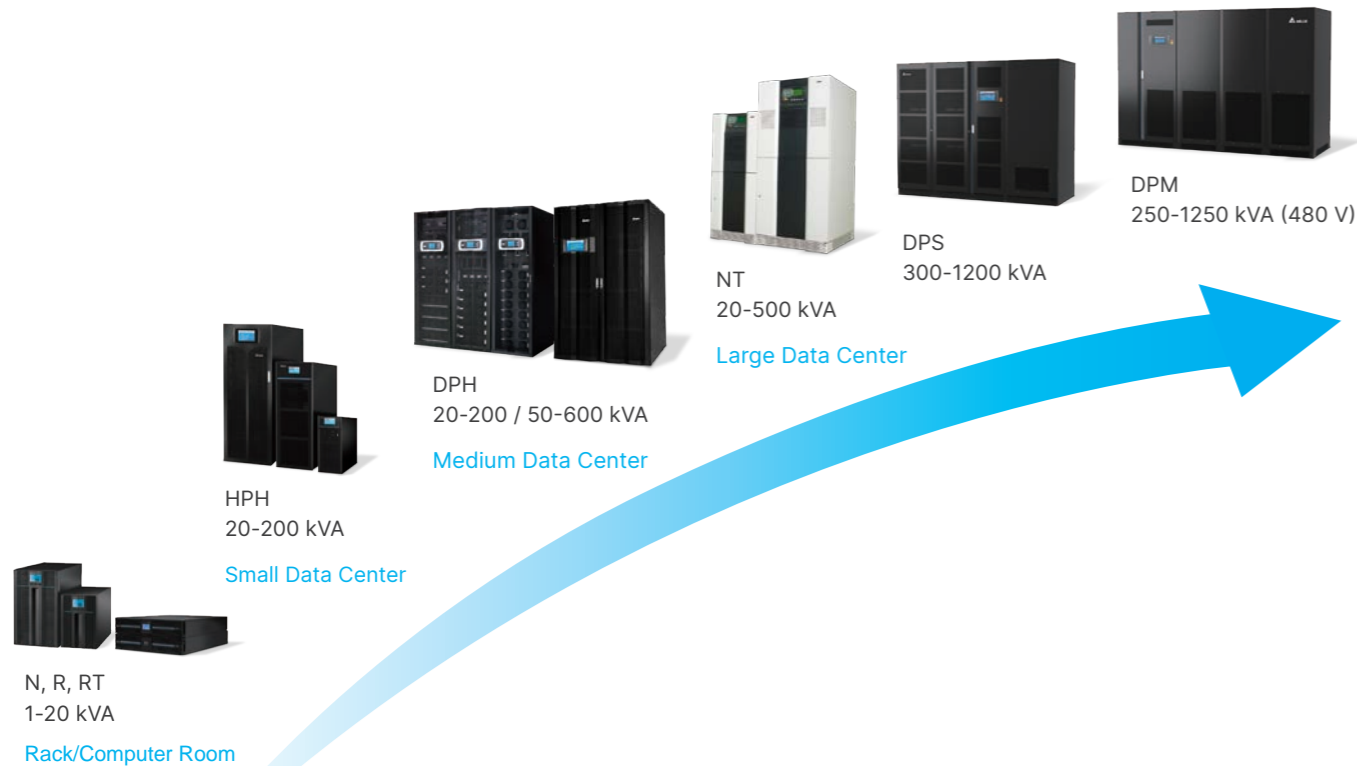 DPM
250-1250 kVA (480 V)
DPS
300-1200 kVA
NT
20-500 kVA
Large Data Center
DPH
20-200 / 50-600 kVA
Medium Data Center
HPH
20-200 kVA
Small Data Center
N, R, RT
1-20 kVA
Rack/Computer Room